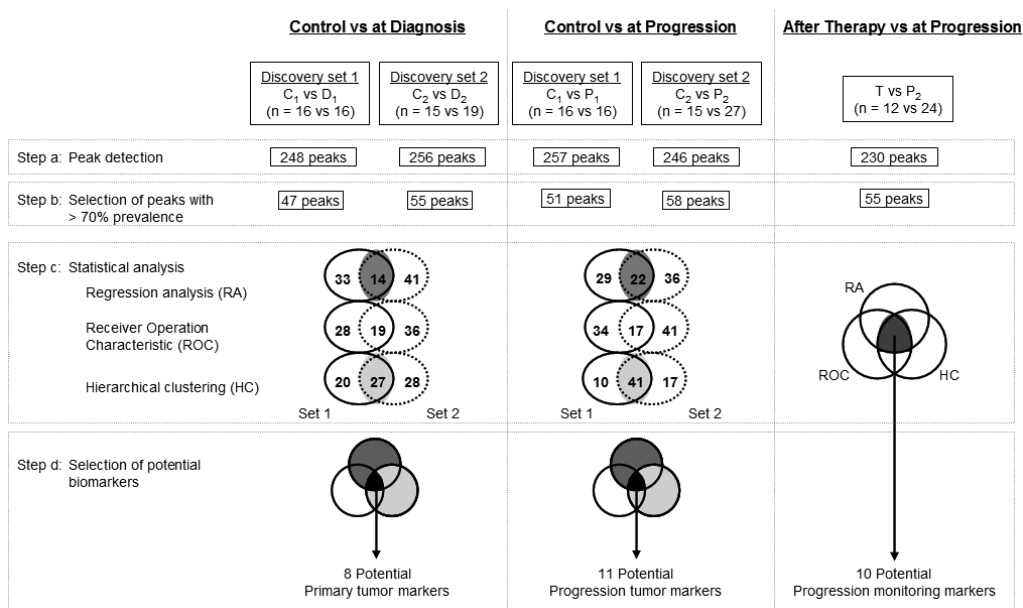 Control vs at Diagnosis
Control vs at Progression
After Therapy vs at Progression
Discovery set 1
C1 vs D1
(n = 16 vs 16)
Discovery set 2
C2 vs D2
(n = 15 vs 19)
Discovery set 1
C1 vs P1
(n = 16 vs 16)
Discovery set 2
C2 vs P2
(n = 15 vs 27)
T vs P2
(n = 12 vs 24)
Step a: Peak detection
248 peaks
256 peaks
257 peaks
246 peaks
230 peaks
Step b: Selection of peaks with
> 70% prevalence
47 peaks
55 peaks
51 peaks
58 peaks
55 peaks
Step c: Statistical analysis
Regression analysis (RA)
33 14 41
29 22 36
Receiver Operation
Characteristic (ROC)
28 19 36
34 17 41
Hierarchical clustering (HC)
20 27 28
10 41 17
Set 1
Set 2
Set 1
Set 2
RA
ROC
HC
Step d: Selection of potential
biomarkers
8 Potential
Primary tumor markers
11 Potential
Progression tumor markers
10 Potential
Progression monitoring markers